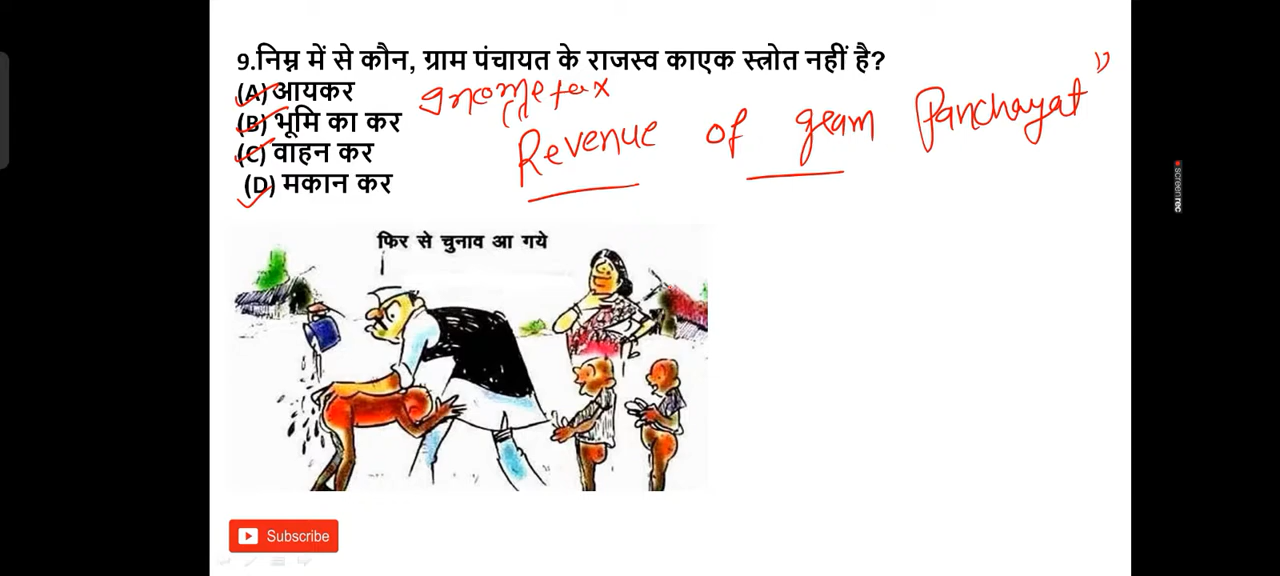 9.निम्न में से कौन, ग्राम पंचायत के राजस्व काएक स्त्रोत नहीं है?
(A) आयकर Income tax
(B) भूमि का कर
(C) वाहन कर
(D) मकान कर
"Revenue of gram Panchayat"
फिर से चुनाव आ गये
Subscribe
screenrec